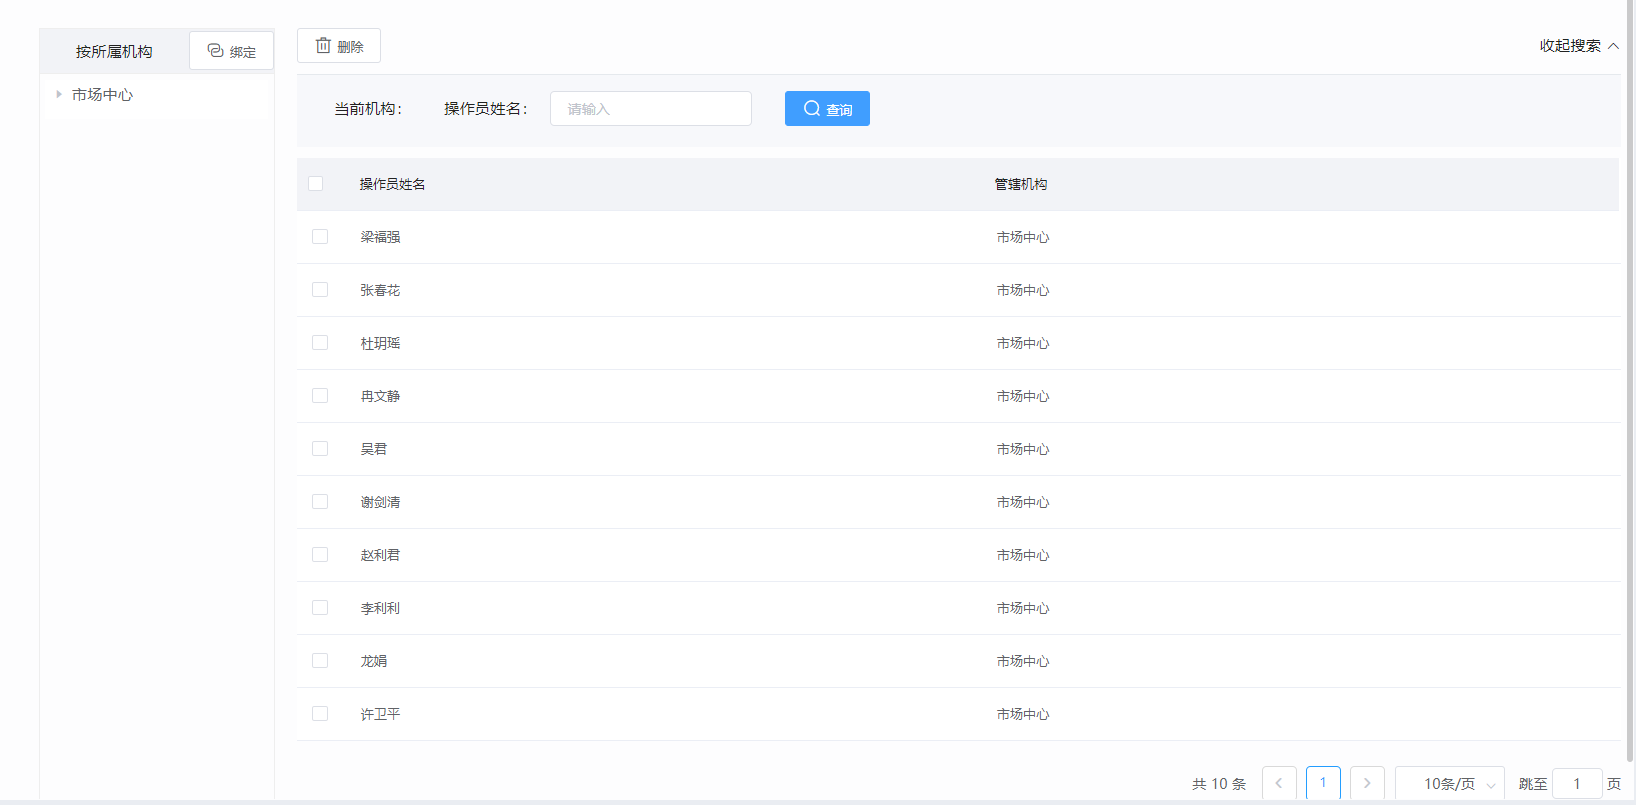 按所属机构 绑定
市场中心
删除 收起搜索
当前机构： 操作员姓名： 请输入 查询
操作员姓名 管辖机构
梁福强 市场中心
张春花 市场中心
杜玥瑶 市场中心
冉文静 市场中心
吴君 市场中心
谢剑清 市场中心
赵利君 市场中心
李利利 市场中心
龙娟 市场中心
许卫平 市场中心
共 10 条 1 10条/页 跳至 1 页